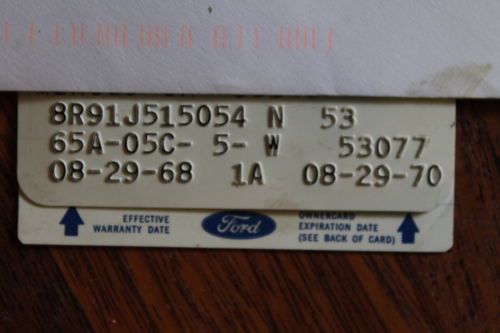 8R91J515054 N 53
65A-05C- 5- W 53077
08-29-68 1A 08-29-70
EFFECTIVE
WARRANTY DATE
Ford
OWNERCARD
EXPIRATION DATE
(SEE BACK OF CARD)